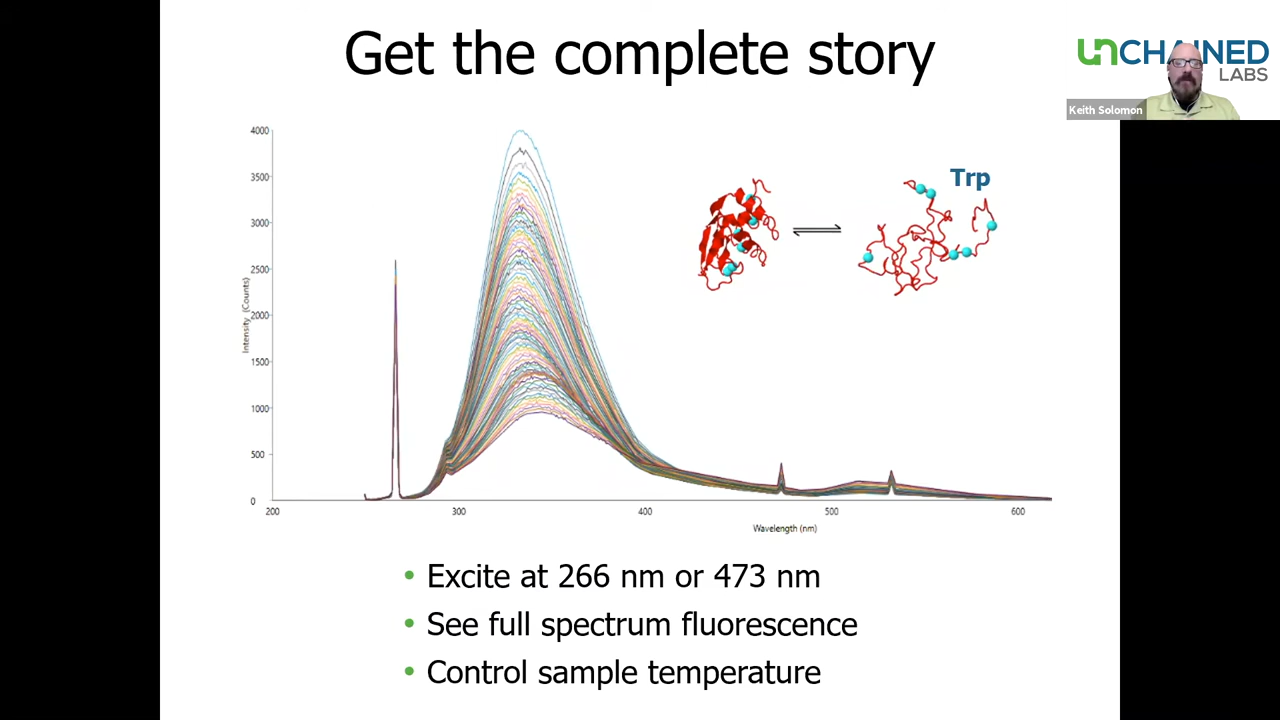 Get the complete story
UNCHAINED
LABS
Keith Solomon
4000
3500
3000
2500
2000
1500
1000
500
0
Intensity (Counts)
200
300
400
500
600
Wavelength (nm)
Trp
• Excite at 266 nm or 473 nm
• See full spectrum fluorescence
• Control sample temperature